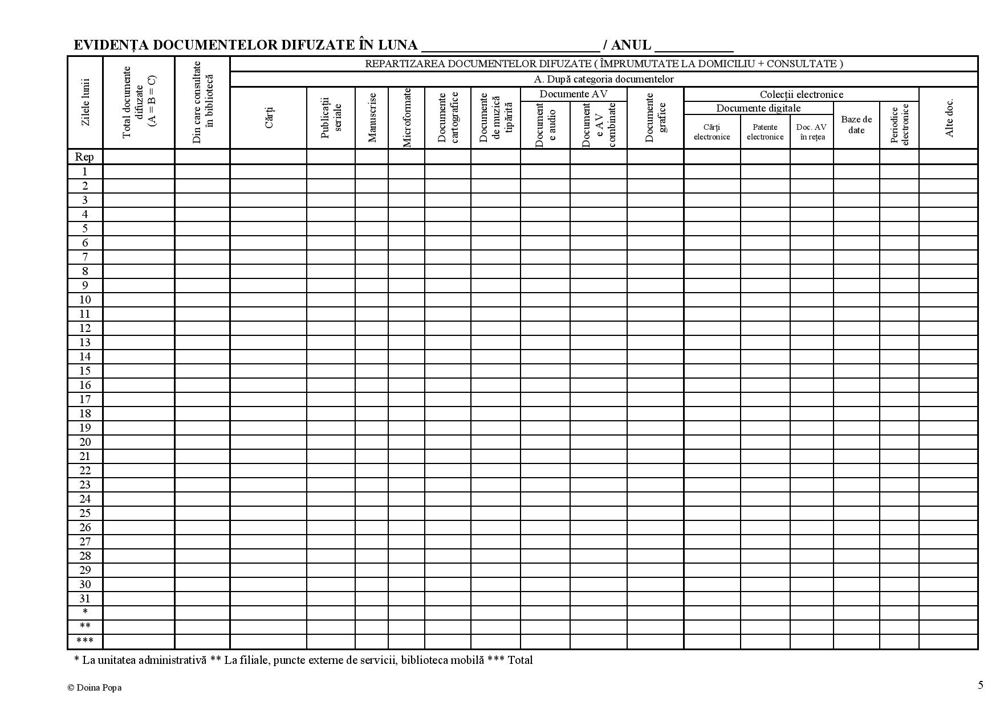 EVIDENȚA DOCUMENTELOR DIFUZATE ÎN LUNA _________________________ / ANUL ___________
Zilele lunii
Total documente
difuzate
(A = B = C)
Din care consultate
în bibliotecă
REPARTIZAREA DOCUMENTELOR DIFUZATE ( ÎMPRUMUTATE LA DOMICILIU + CONSULTATE )
A. După categoria documentelor
Cărți
Publicații
seriale
Manuscrise
Microformate
Documente
cartografice
Documente
de muzică
tipărită
Documente AV
Document
e audio
Document
e AV
combinate
Documente
grafice
Colecții electronice
Documente digitale
Cărți
electronice
Patente
electronice
Doc. AV
în rețea
Baze de
date
Periodice
electronice
Alte doc.
Rep
1
2
3
4
5
6
7
8
9
10
11
12
13
14
15
16
17
18
19
20
21
22
23
24
25
26
27
28
29
30
31
*
**
***
* La unitatea administrativă ** La filiale, puncte externe de servicii, biblioteca mobilă *** Total
© Doina Popa
5